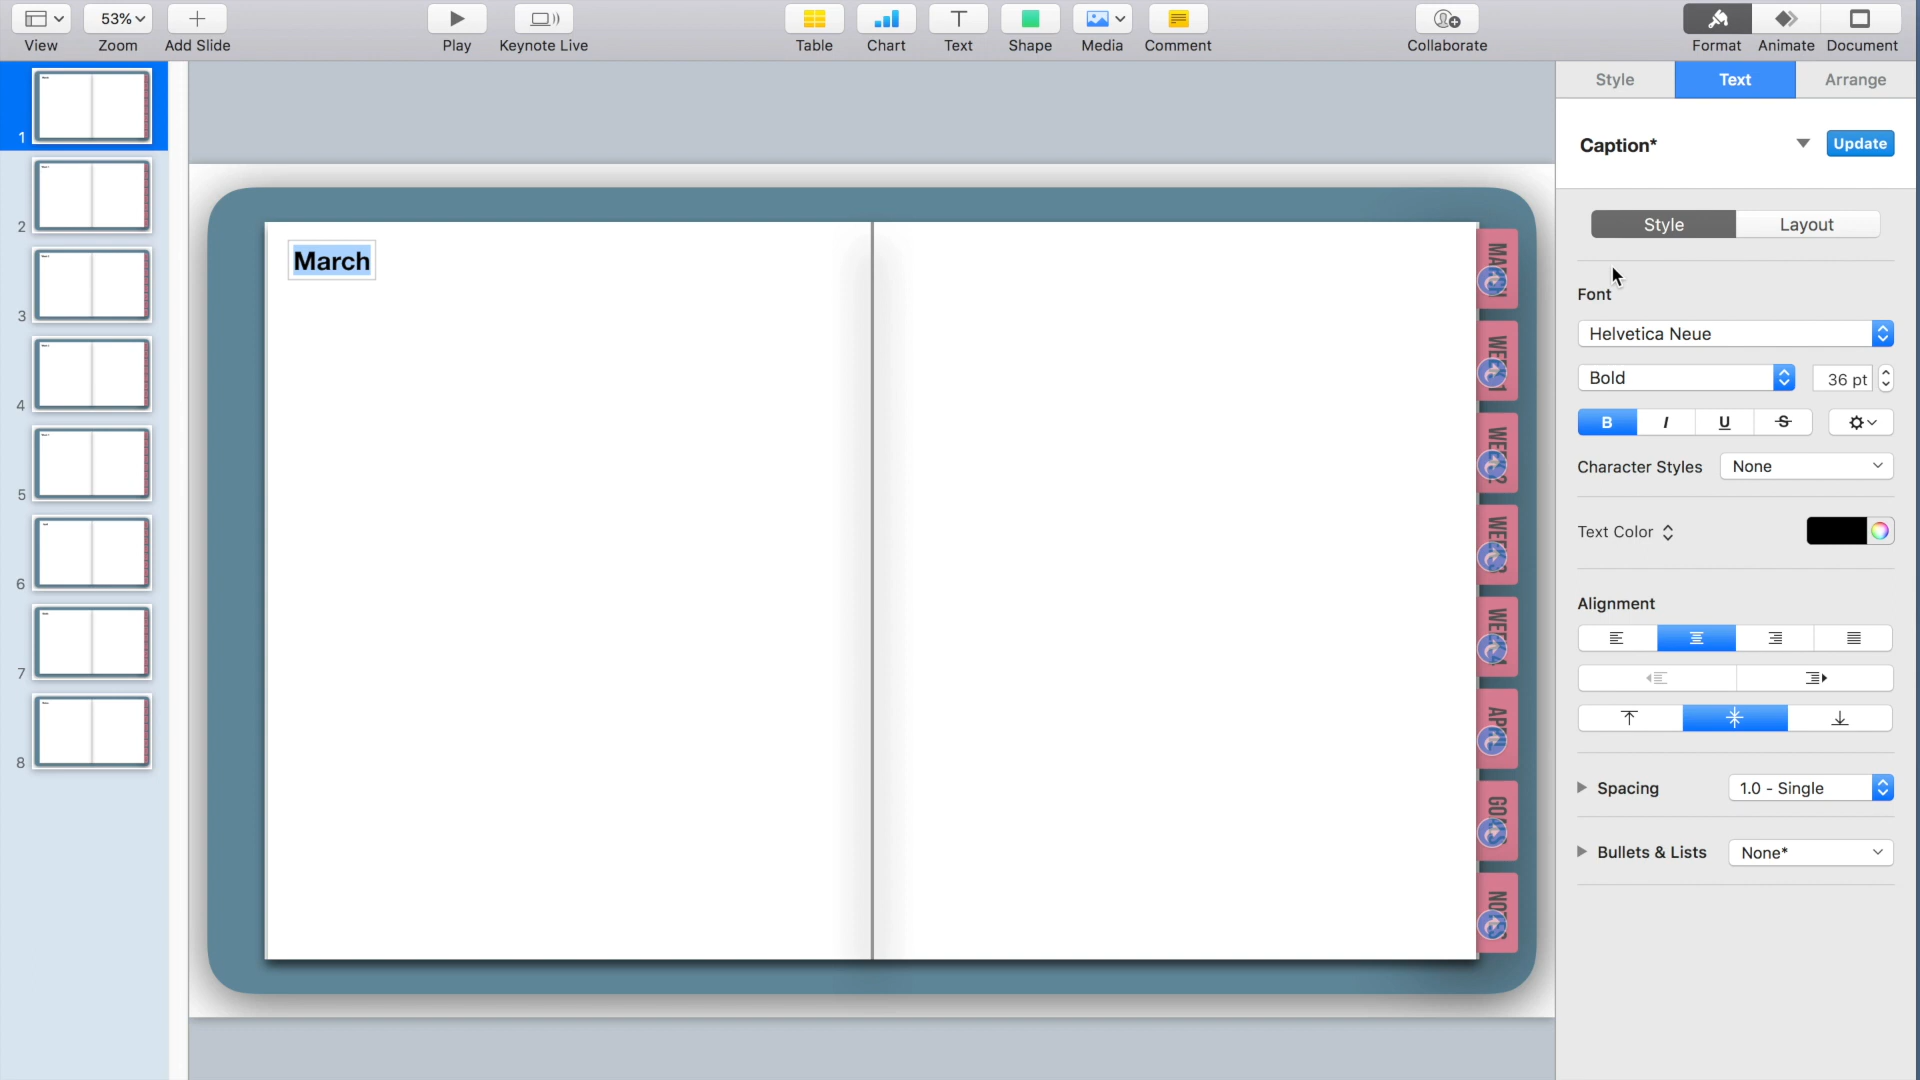 53%
View
Zoom
Add Slide
Play
Keynote Live
Table
Chart
Text
Shape
Media
Comment
Collaborate
Format
Animate
Document
1
2
3
4
5
6
7
8
March
Style
Text
Arrange
Caption*
Update
Style
Layout
Font
Helvetica Neue
Bold
36 pt
B
I
U
S
Character Styles
None
Text Color
Alignment
Spacing
1.0 - Single
Bullets & Lists
None*